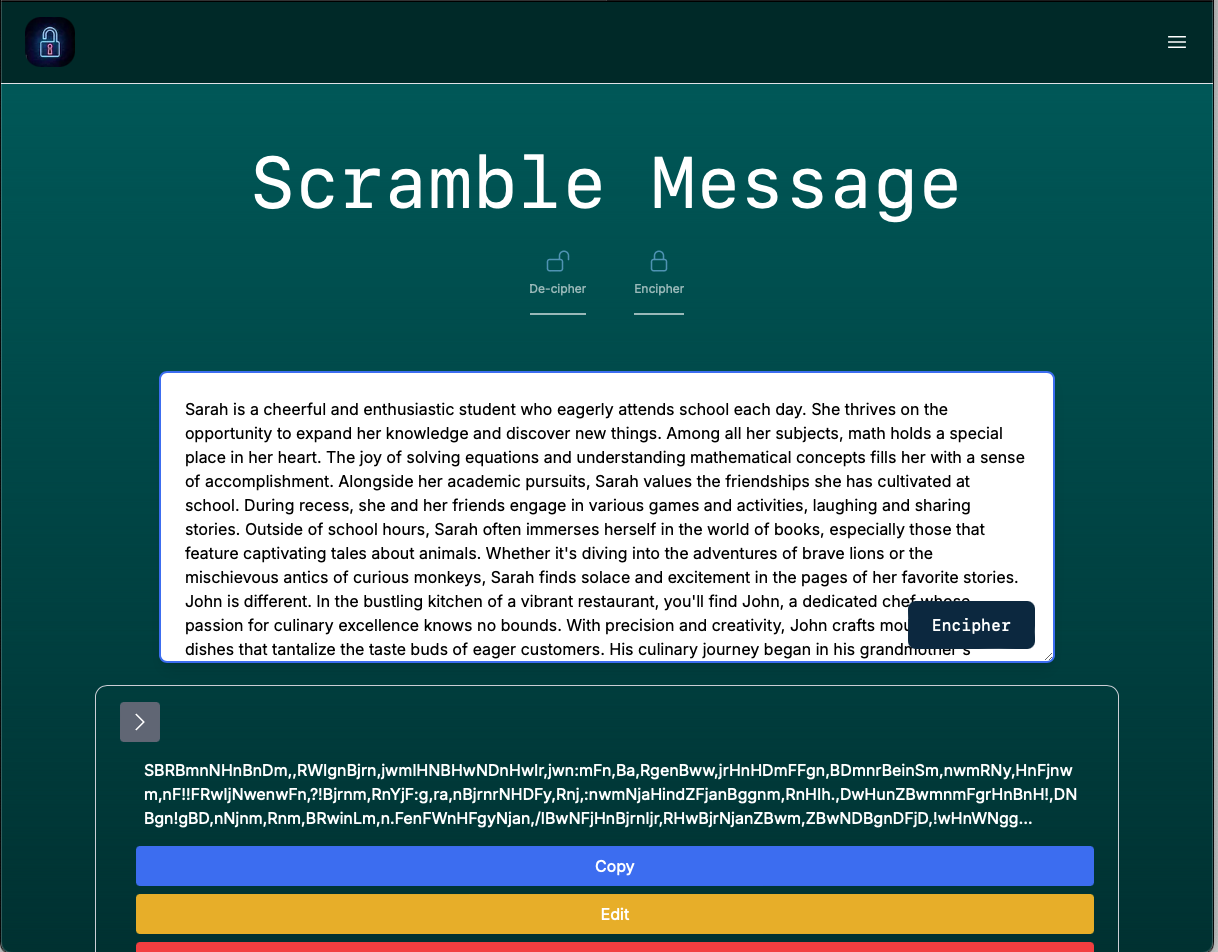 Scramble Message
De-cipher
Encipher
Sarah is a cheerful and enthusiastic student who eagerly attends school each day. She thrives on the
opportunity to expand her knowledge and discover new things. Among all her subjects, math holds a special
place in her heart. The joy of solving equations and understanding mathematical concepts fills her with a sense
of accomplishment. Alongside her academic pursuits, Sarah values the friendships she has cultivated at
school. During recess, she and her friends engage in various games and activities, laughing and sharing
stories. Outside of school hours, Sarah often immerses herself in the world of books, especially those that
feature captivating tales about animals. Whether it's diving into the adventures of brave lions or the
mischievous antics of curious monkeys, Sarah finds solace and excitement in the pages of her favorite stories.
John is different. In the bustling kitchen of a vibrant restaurant, you'll find John, a dedicated chef whose
passion for culinary excellence knows no bounds. With precision and creativity, John crafts mou
dishes that tantalize the taste buds of eager customers. His culinary journey began in his grandmother's
Encipher
SBRBmnNHnBnDm,,RWIgnBjrn,jwmlHNBHwNDnHwIr,jwn:mFn,Ba,RgenBww,jrHnHDmFFgn,BDmnrBeinSm,nwmRNy,HnFjnw
m,nF!!FRwljNwenwFn,?!Bjrnm,RnYjF:g,ra,nBjrnrNHDFy,Rnj,:nwmNjaHindZFjanBggnm,RnHIh.,DwHunZBwmnmFgrHnBnH!,DN
Bgn!gBD,nNjnm,Rnm,BRwinLm,n.FenFWnHFgyNjan,/IBwNFjHnBjrnIjr,RHwBjrNjanZBwm,ZBwNDBgnDFjD,!wHnWNgg...
Copy
Edit